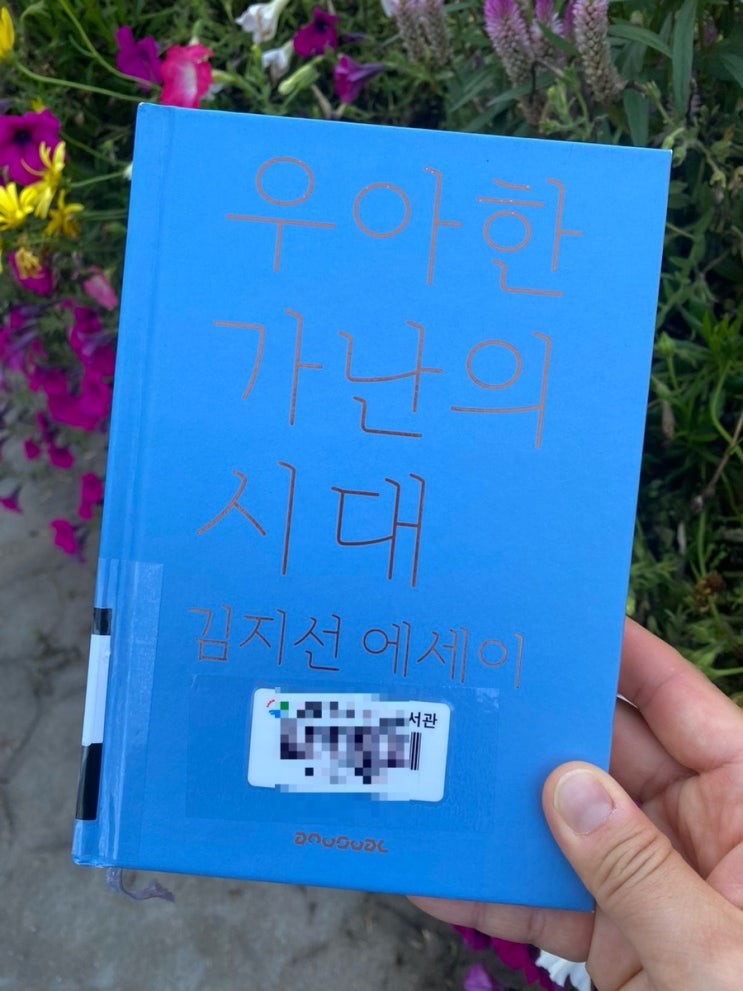 우아한
가난의
시대
김지선 에세이
서관